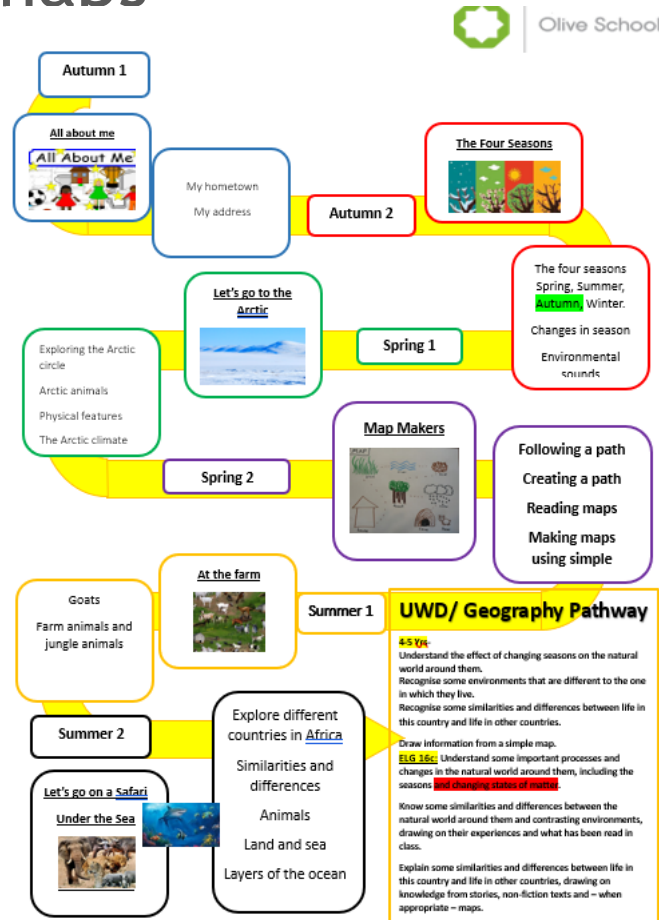 Olive School
Autumn 1
All about me
All About Me
My hometown
My address
Autumn 2
The Four Seasons
The four seasons
Spring, Summer,
Autumn, Winter.
Changes in season
Environmental
sounds
Spring 1
Let's go to the
Arctic
Exploring the Arctic
circle
Arctic animals
Physical features
The Arctic climate
Spring 2
Map Makers
MAP
Following a path
Creating a path
Reading maps
Making maps
using simple
Summer 1
At the farm
Goats
Farm animals and
jungle animals
Summer 2
Let's go on a Safari
Under the Sea
Explore different
countries in Africa
Similarities and
differences
Animals
Land and sea
Layers of the ocean
UWD/ Geography Pathway
4-5 Yrs
Understand the effect of changing seasons on the natural
world around them.
Recognise some environments that are different to the one
in which they live.
Recognise some similarities and differences between life in
this country and life in other countries.
Draw information from a simple map.
ELG 16c: Understand some important processes and
changes in the natural world around them, including the
seasons and changing states of matter.
Know some similarities and differences between the
natural world around them and contrasting environments,
drawing on their experiences and what has been read in
class.
Explain some similarities and differences between life in
this country and life in other countries, drawing on
knowledge from stories, non-fiction texts and – when
appropriate – maps.